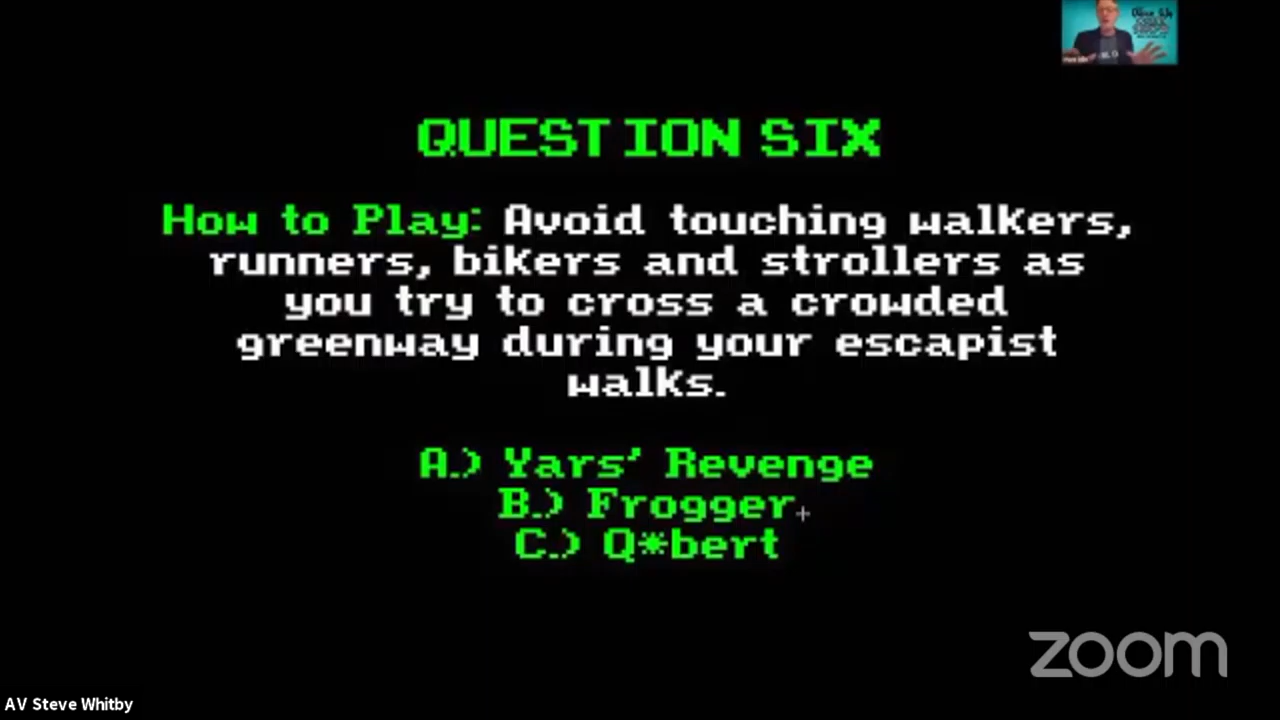 QUESTION SIX
How to Play: Avoid touching walkers,
runners, bikers and strollers as
you try to cross a crowded
greenway during your escapist
walks.
A.) Yars' Revenge
B.) Frogger
C.) Q*bert
zoom
AV Steve Whitby